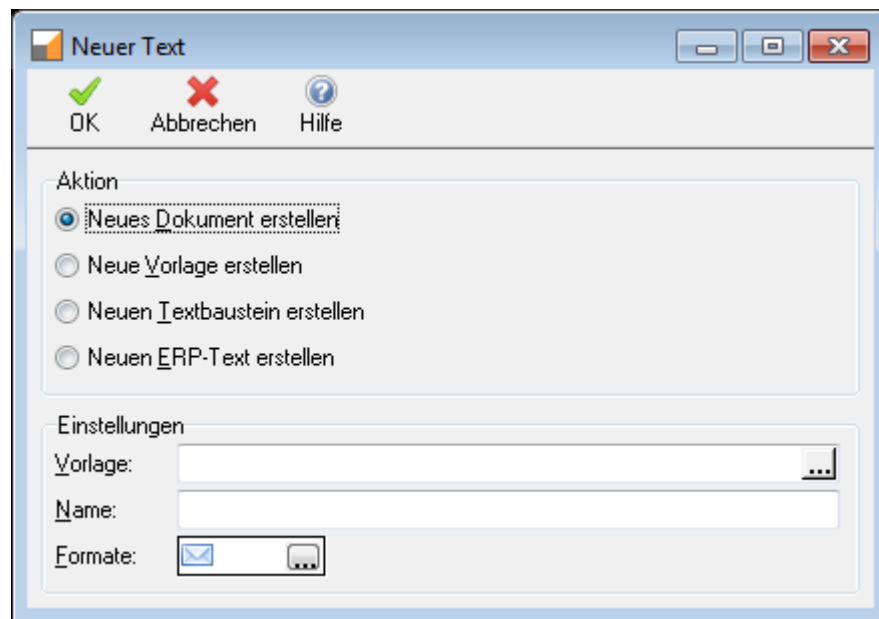 Neuer Text
OK Abbrechen Hilfe
Aktion
Neues Dokument erstellen
Neue Vorlage erstellen
Neuen Textbaustein erstellen
Neuen ERP-Text erstellen
Einstellungen
Vorlage: ...
Name:
Formate: ...